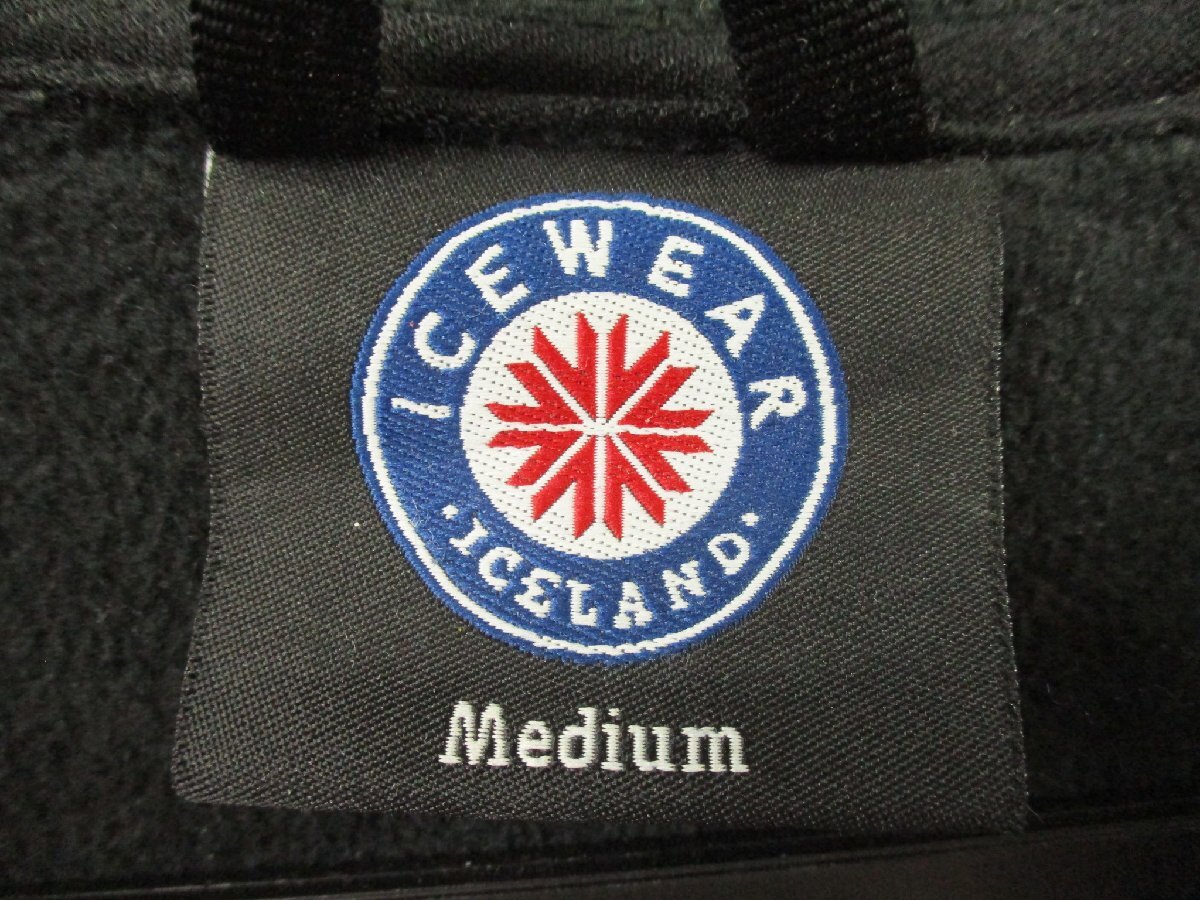 ICEWEAR
· ICELAND ·
Medium